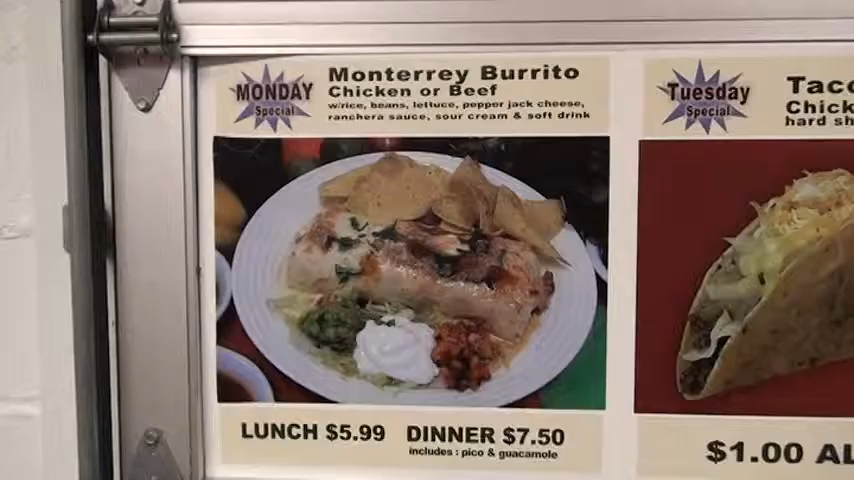 MONDAY
Special
Monterrey Burrito
Chicken or Beef
w/rice, beans, lettuce, pepper jack cheese,
ranchera sauce, sour cream & soft drink
LUNCH $5.99 DINNER $7.50
includes : pico & guacamole
Tuesday
Special
Taco
Chick
hard sh
$1.00 AL